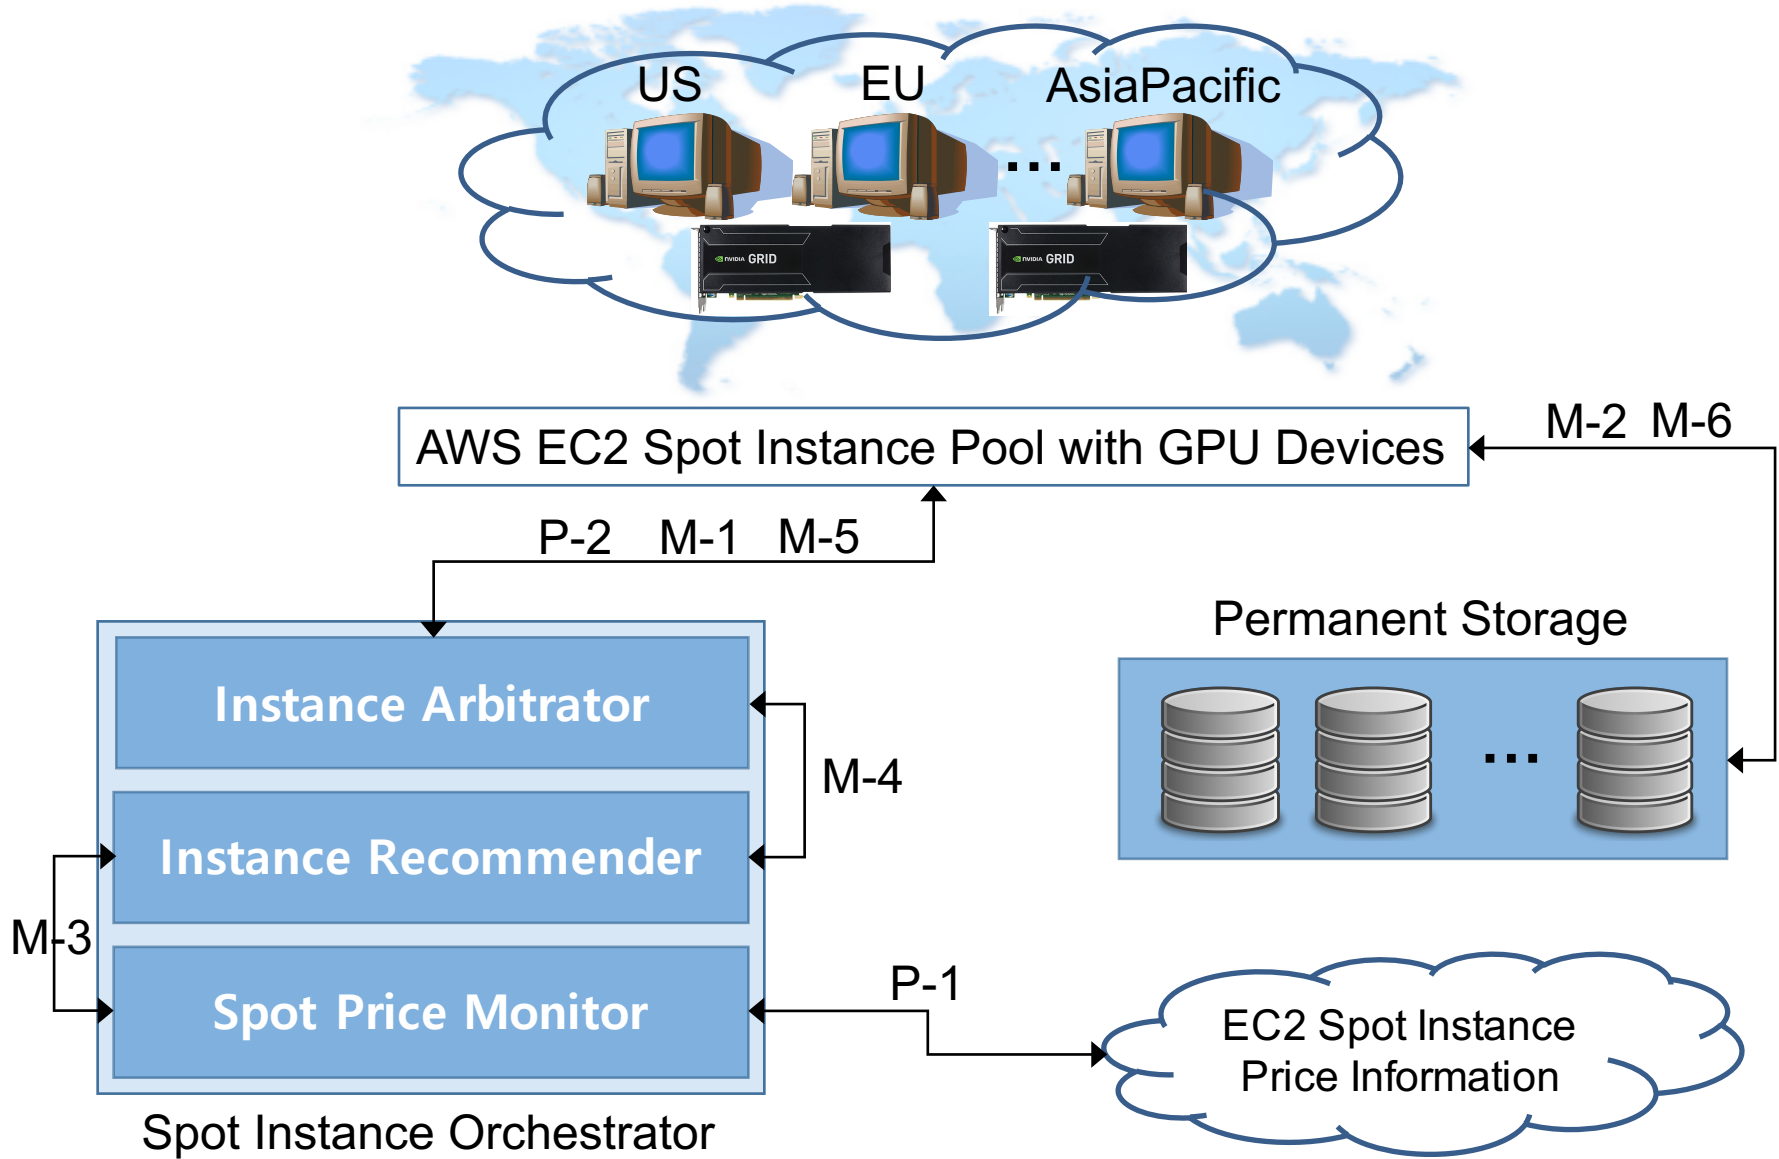 US
EU
AsiaPacific
...
NVIDIA GRID
NVIDIA GRID
AWS EC2 Spot Instance Pool with GPU Devices
M-2 M-6
P-2 M-1 M-5
Permanent Storage
Instance Arbitrator
...
M-4
Instance Recommender
M-3
Spot Price Monitor
P-1
EC2 Spot Instance
Price Information
Spot Instance Orchestrator